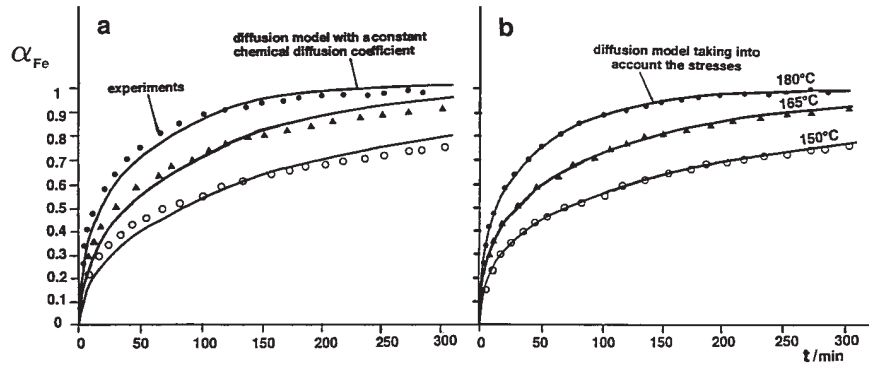 a
diffusion model with a constant
chemical diffusion coefficient
αFe
experiments
1
0.9
0.8
0.7
0.6
0.5
0.4
0.3
0.2
0.1
0
0 50 100 150 200 250 300
b
diffusion model taking into
account the stresses
180°C
165°C
150°C
0 50 100 150 200 250 300
t/min